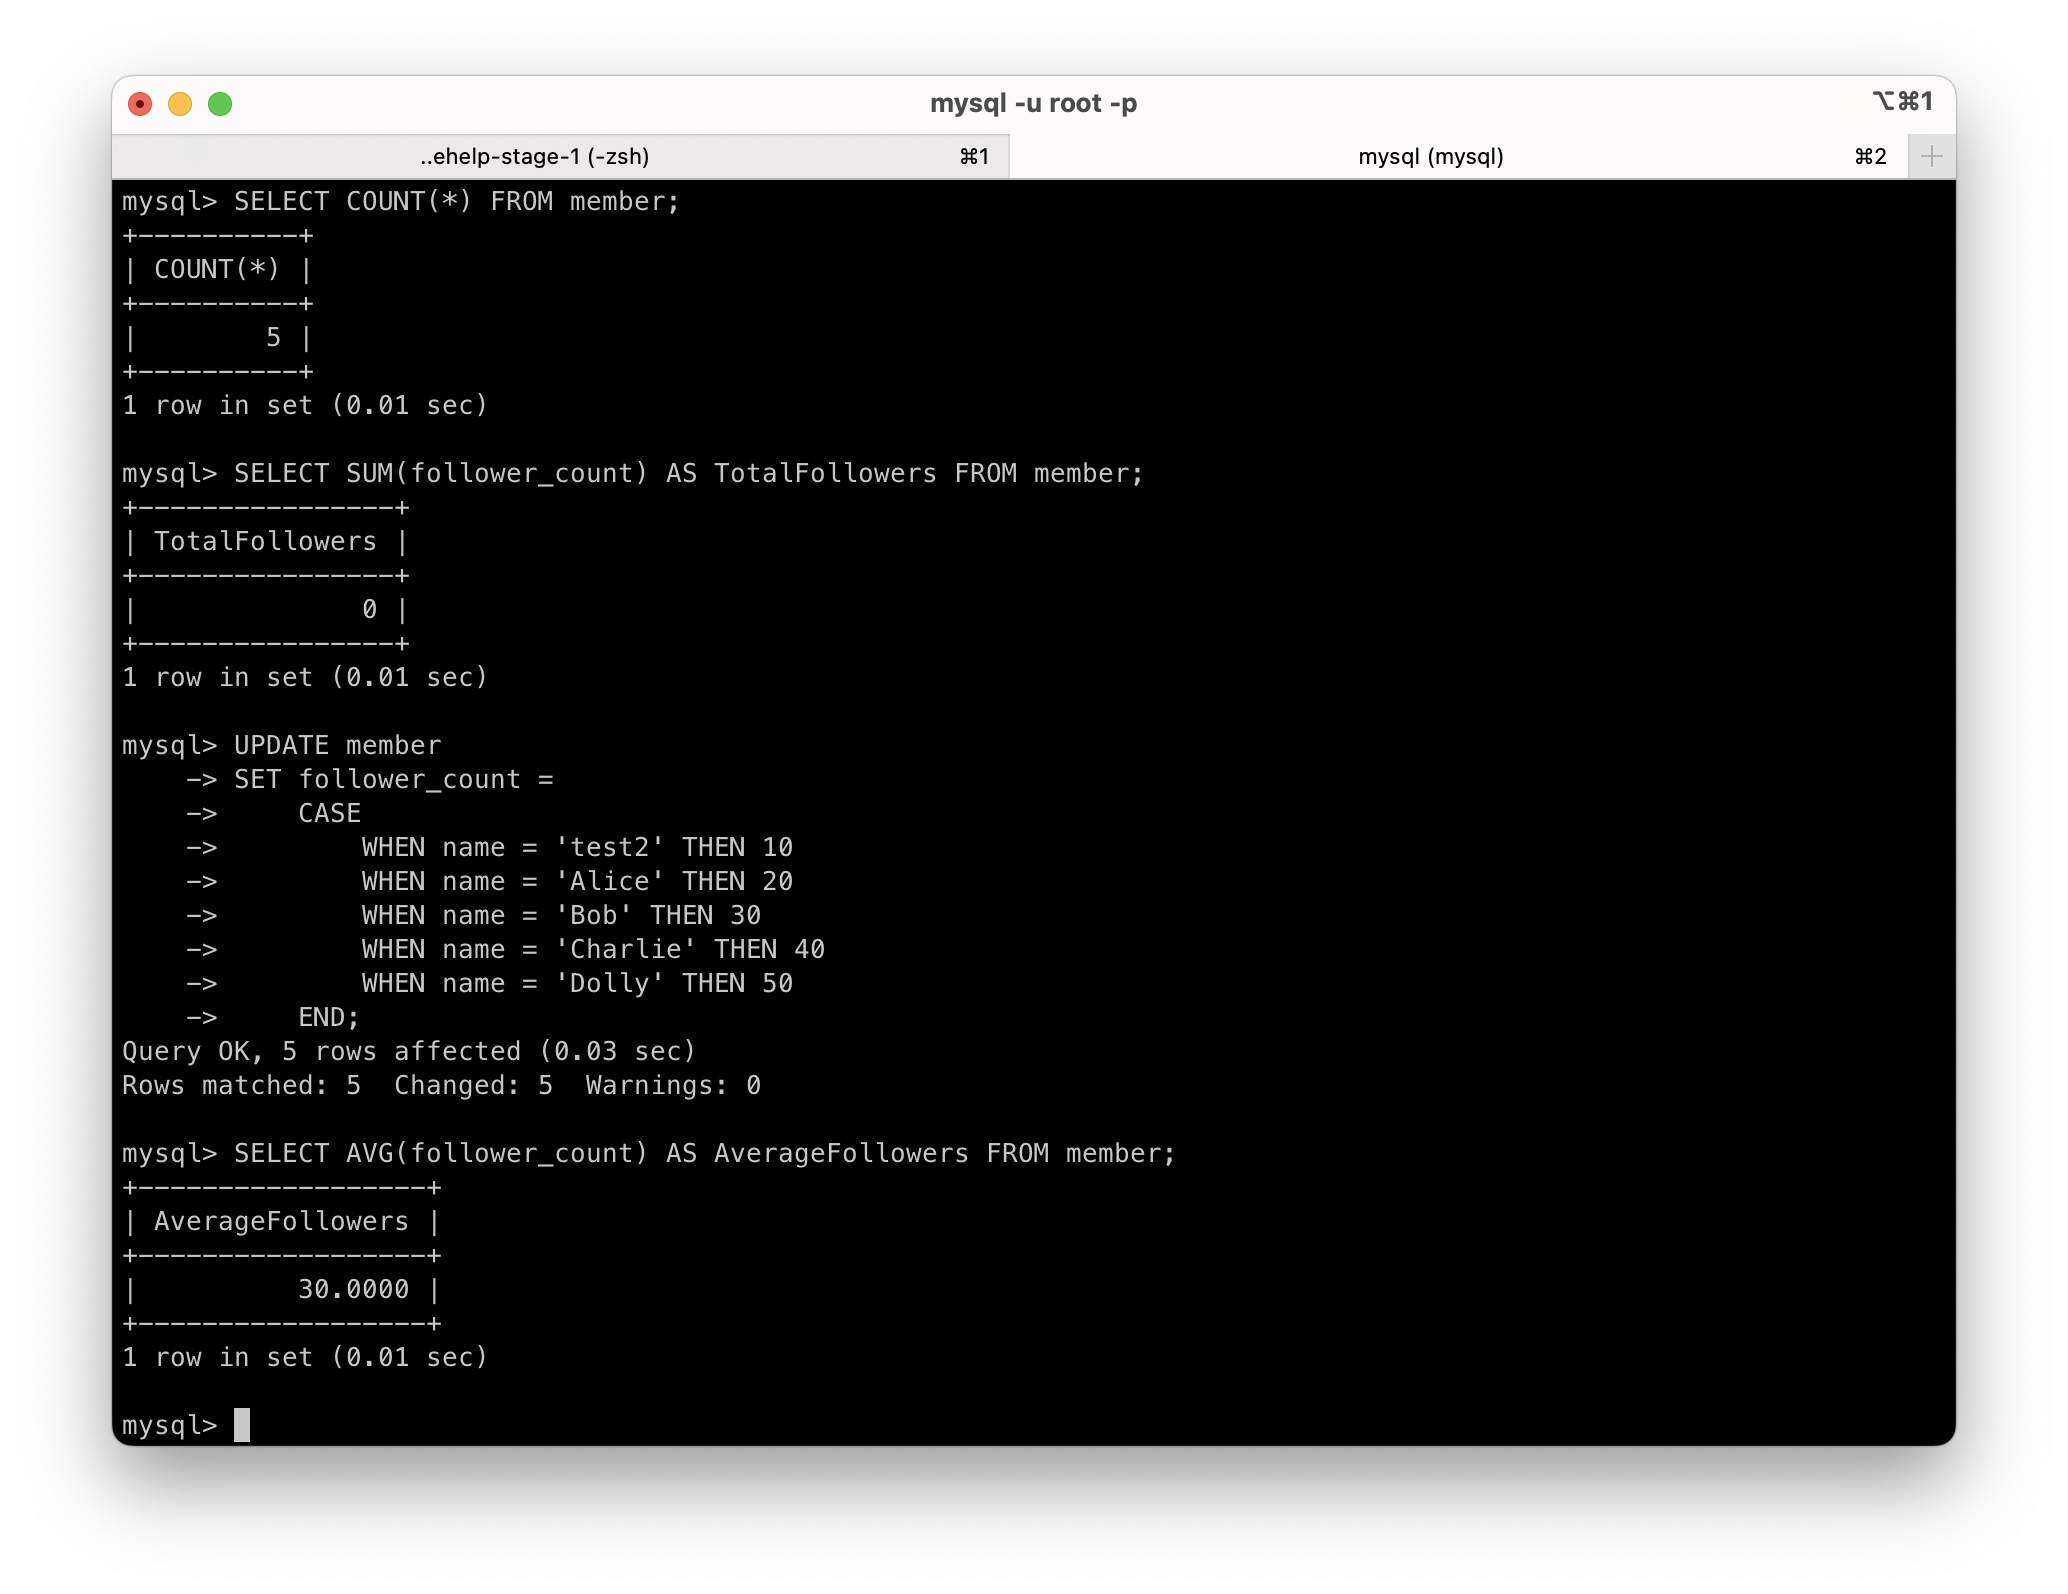 mysql -u root -p
⌥⌘1
..ehelp-stage-1 (-zsh) ⌘1
mysql (mysql) ⌘2
mysql> SELECT COUNT(*) FROM member;
+----------+
| COUNT(*) |
+----------+
|        5 |
+----------+
1 row in set (0.01 sec)

mysql> SELECT SUM(follower_count) AS TotalFollowers FROM member;
+----------------+
| TotalFollowers |
+----------------+
|              0 |
+----------------+
1 row in set (0.01 sec)

mysql> UPDATE member
    -> SET follower_count =
    ->     CASE
    ->         WHEN name = 'test2' THEN 10
    ->         WHEN name = 'Alice' THEN 20
    ->         WHEN name = 'Bob' THEN 30
    ->         WHEN name = 'Charlie' THEN 40
    ->         WHEN name = 'Dolly' THEN 50
    ->     END;
Query OK, 5 rows affected (0.03 sec)
Rows matched: 5  Changed: 5  Warnings: 0

mysql> SELECT AVG(follower_count) AS AverageFollowers FROM member;
+------------------+
| AverageFollowers |
+------------------+
|          30.0000 |
+------------------+
1 row in set (0.01 sec)

mysql>